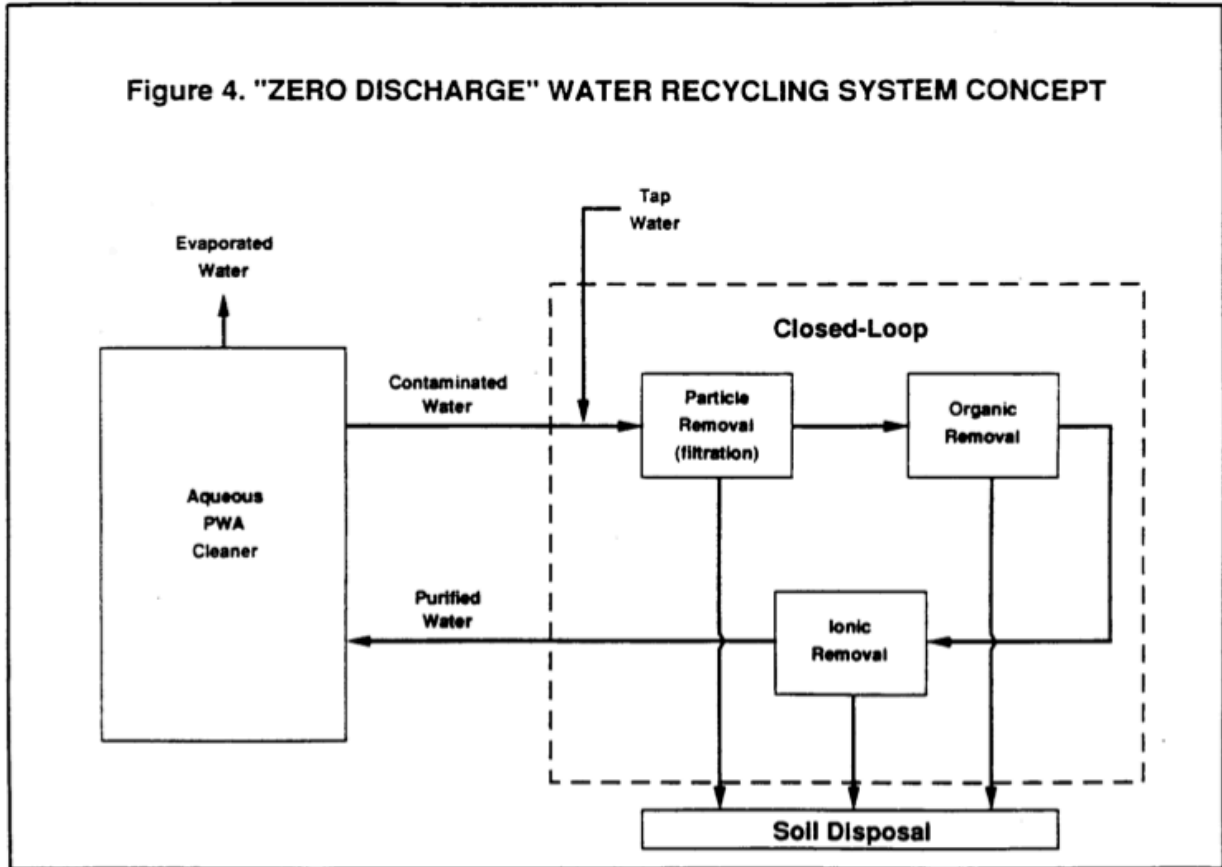 Figure 4. "ZERO DISCHARGE" WATER RECYCLING SYSTEM CONCEPT
Tap
Water
Evaporated
Water
Closed-Loop
Contaminated
Water
Particle
Removal
(filtration)
Organic
Removal
Aqueous
PWA
Cleaner
Purified
Water
Ionic
Removal
Soil Disposal